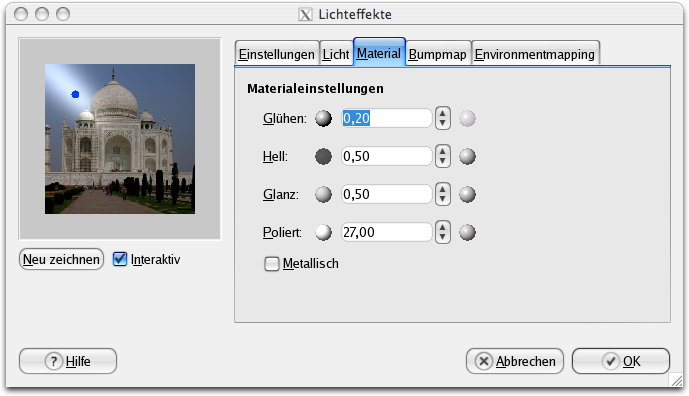 Lichteffekte
Einstellungen Licht Material Bumpmap Environmentmapping
Materialeinstellungen
Glühen: 0,20
Hell: 0,50
Glanz: 0,50
Poliert: 27,00
Metallisch
Neu zeichnen Interaktiv
Hilfe Abbrechen OK